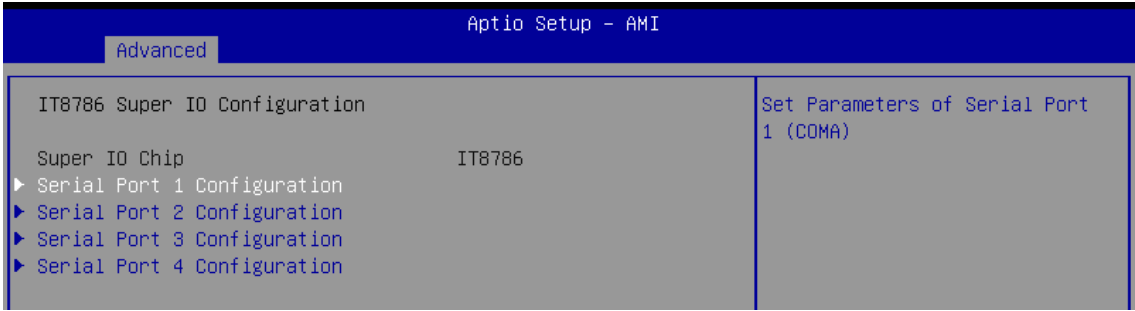 Aptio Setup – AMI
Advanced
IT8786 Super IO Configuration
Super IO Chip IT8786
Serial Port 1 Configuration
Serial Port 2 Configuration
Serial Port 3 Configuration
Serial Port 4 Configuration
Set Parameters of Serial Port
1 (COMA)